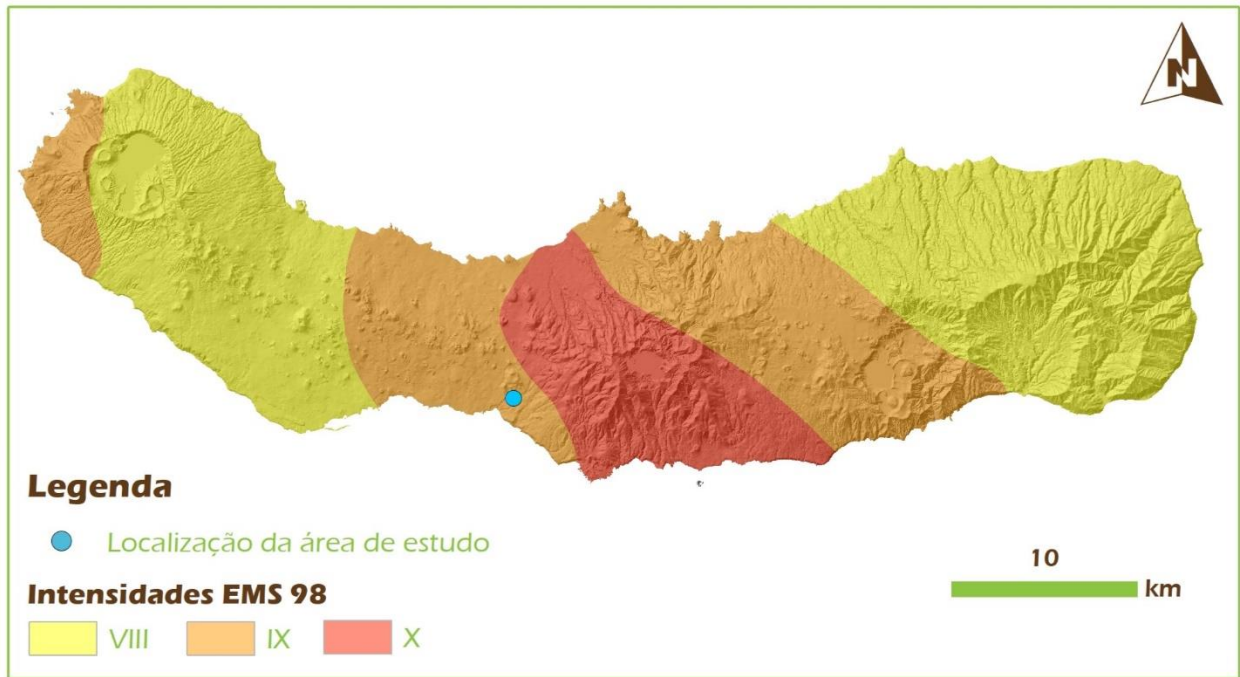 N
Legenda
Localização da área de estudo
10
km
Intensidades EMS 98
VIII IX X